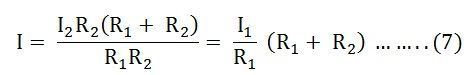 I = I₂R₂(R₁ + R₂) / R₁R₂ = I₁ / R₁ (R₁ + R₂) ........(7)